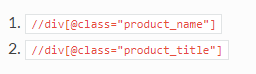 1. //div[@class="product_name"]
2. //div[@class="product_title"]